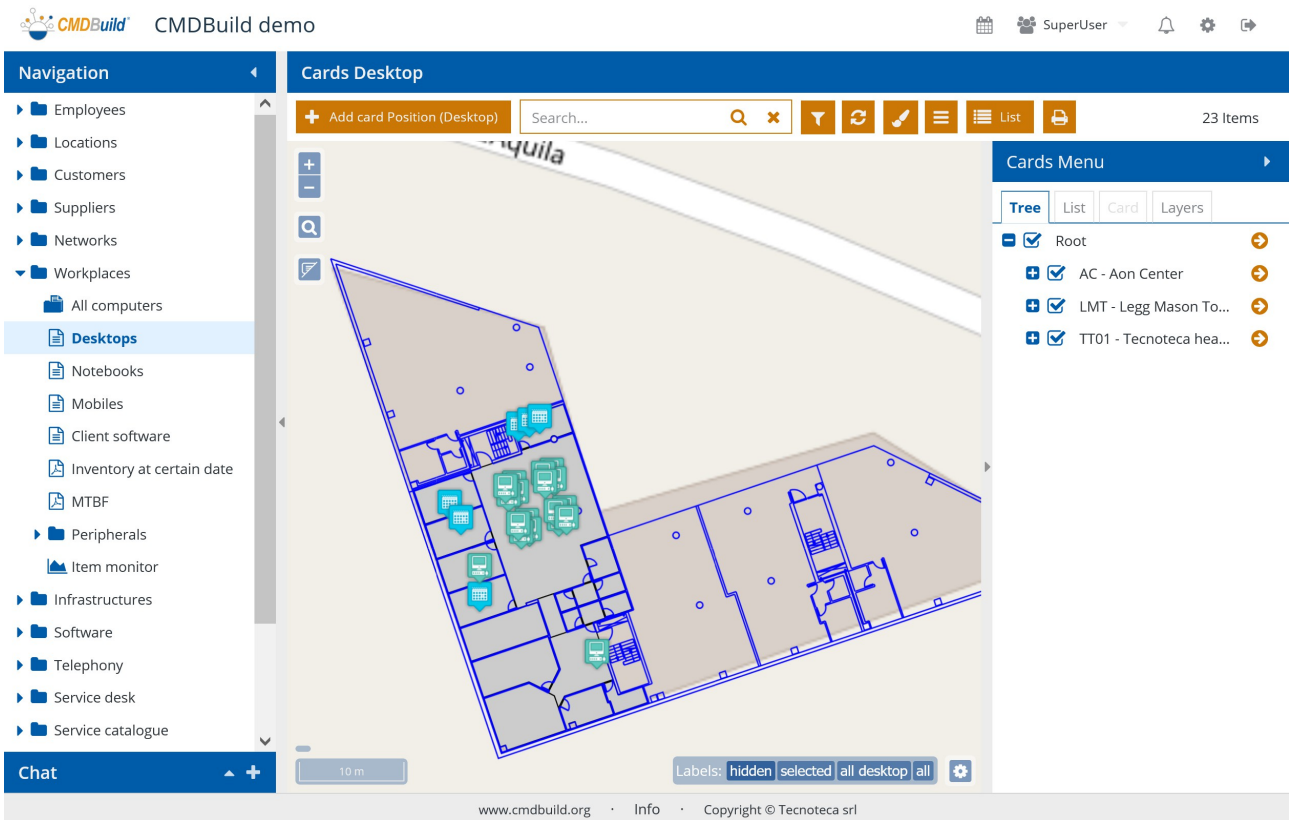 CMDBuild CMDBuild demo SuperUser
Navigation
Cards Desktop
Employees
Locations
Customers
Suppliers
Networks
Workplaces
All computers
Desktops
Notebooks
Mobiles
Client software
Inventory at certain date
MTBF
Peripherals
Item monitor
Infrastructures
Software
Telephony
Service desk
Service catalogue
Chat
Add card Position (Desktop) Search... List 23 Items
10 m
Labels: hidden selected all desktop all
Cards Menu
Tree List Card Layers
Root
AC - Aon Center
LMT - Legg Mason To...
TT01 - Tecnoteca hea...
www.cmdbuild.org · Info · Copyright © Tecnoteca srl